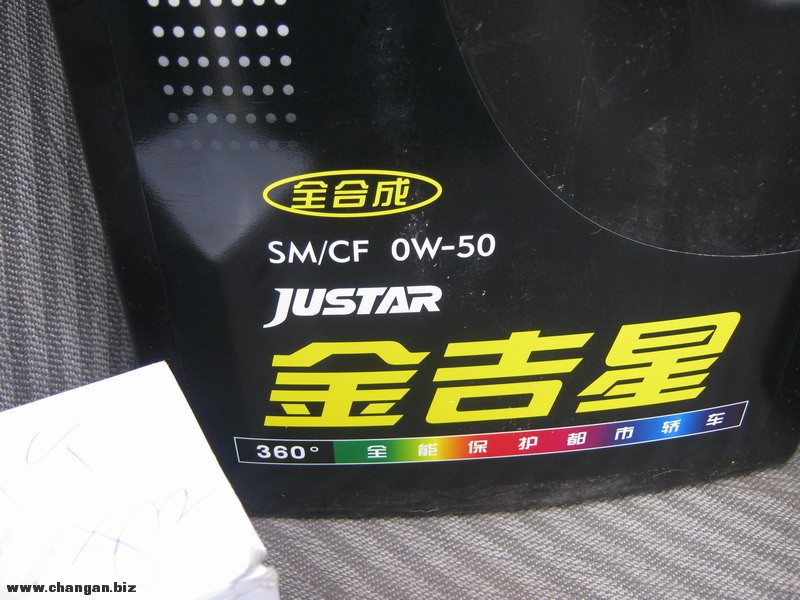 全合成
SM/CF 0W-50
JUSTAR
金吉星
360° 全能保护都市轿车
www.changan.biz